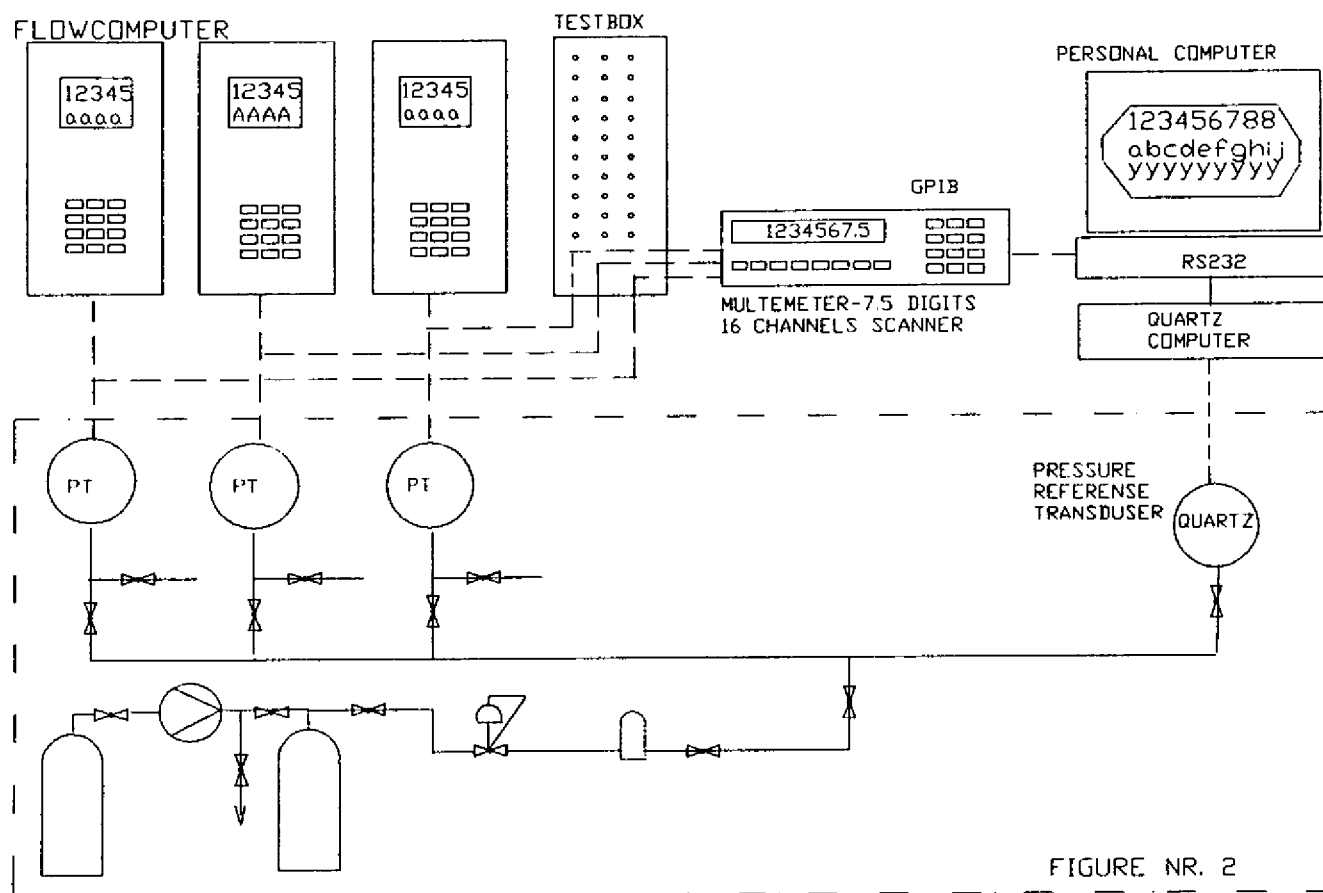 FLOWCOMPUTER
TESTBOX
PERSONAL COMPUTER
12345
aaaa
12345
AAAA
12345
aaaa
123456788
abcdefghij
yyyyyyyyy
GPIB
1234567.5
RS232
MULTEMETER-7.5 DIGITS
16 CHANNELS SCANNER
QUARTZ
COMPUTER
PT
PT
PT
PRESSURE
REFERENSE
TRANSDUSER
QUARTZ
FIGURE NR. 2